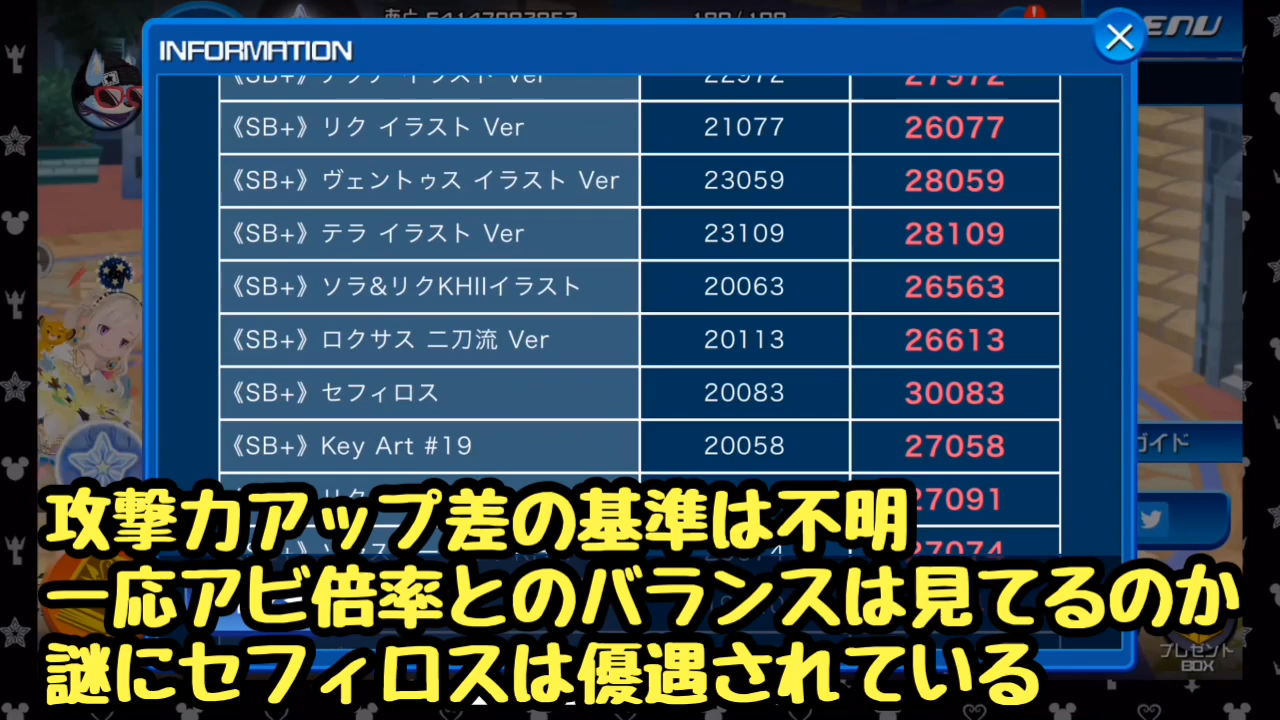 MENU
INFORMATION
22972 27972
《SB+》リク イラスト Ver 21077 26077
《SB+》ヴェントゥス イラスト Ver 23059 28059
《SB+》テラ イラスト Ver 23109 28109
《SB+》ソラ&リクKHIIイラスト 20063 26563
《SB+》ロクサス 二刀流 Ver 20113 26613
《SB+》セフィロス 20083 30083
《SB+》Key Art #19 20058 27058
27091
27074
ガイド
攻撃力アップ差の基準は不明
一応アビ倍率とのバランスは見てるのか
謎にセフィロスは優遇されている
プレゼント
BOX